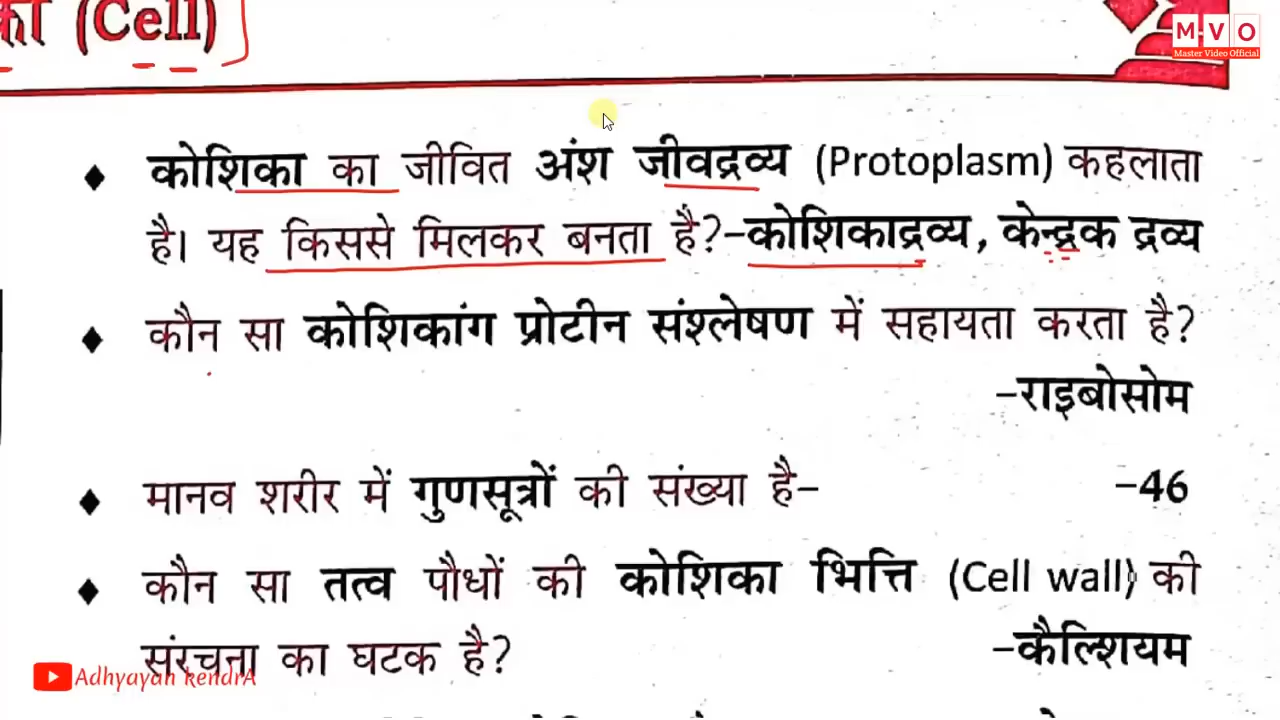 का (Cell)
M V O
Master Video Official
♦ कोशिका का जीवित अंश जीवद्रव्य (Protoplasm) कहलाता
है। यह किससे मिलकर बनता है?–कोशिकाद्रव्य, केन्द्रक द्रव्य
♦ कौन सा कोशिकांग प्रोटीन संश्लेषण में सहायता करता है?
–राइबोसोम
♦ मानव शरीर में गुणसूत्रों की संख्या है– –46
♦ कौन सा तत्व पौधों की कोशिका भित्ति (Cell wall) की
संरचना का घटक है? –कैल्शियम
Adhyayan kendrA